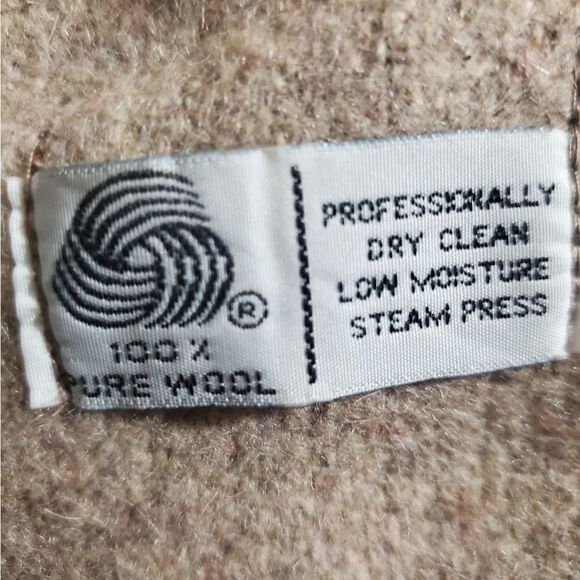 ®
100 %
PURE WOOL
PROFESSIONALLY
DRY CLEAN
LOW MOISTURE
STEAM PRESS